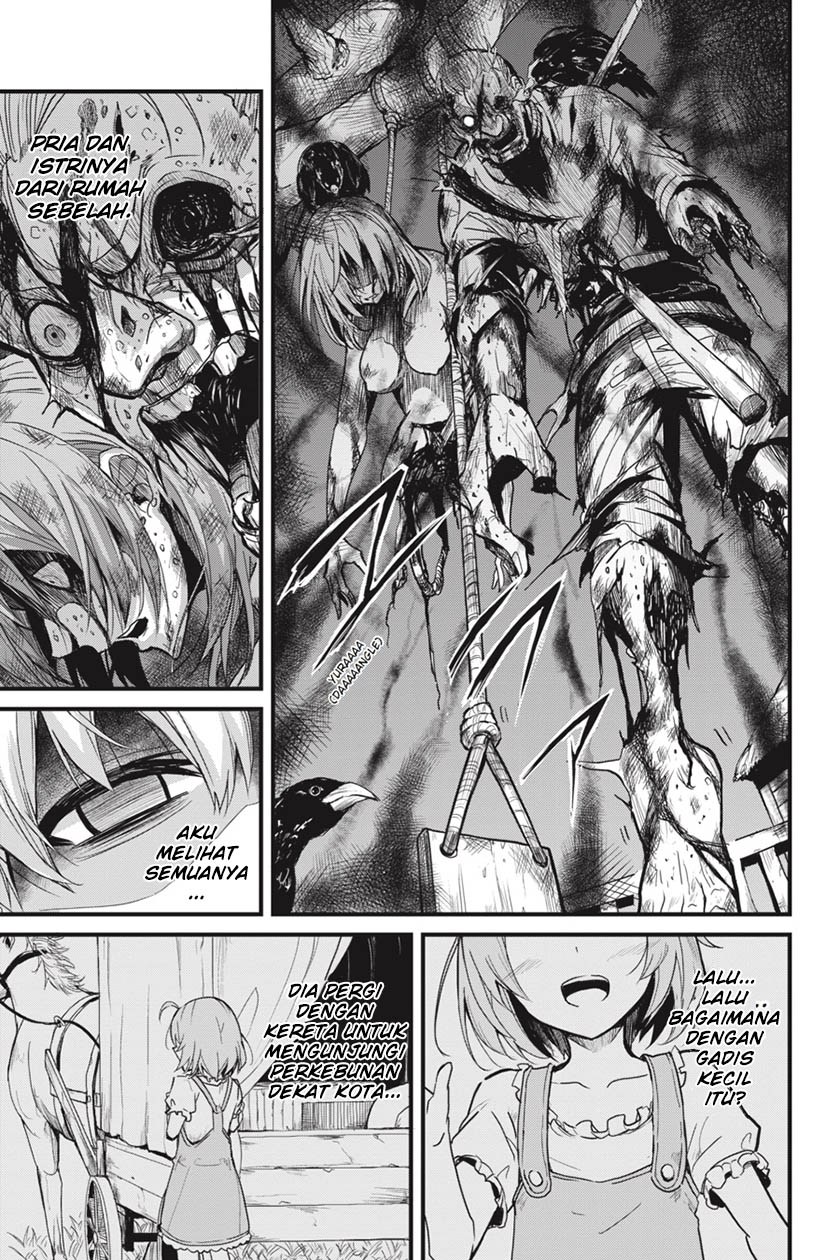 YURAAAA
(DAAAAANGLE)
PRIA DAN
ISTRINYA
DARI RUMAH
SEBELAH.
AKU
MELIHAT
SEMUANYA
...
LALU...
LALU ..
BAGAIMANA
DENGAN
GADIS
KECIL
ITU?
DIA PERGI
DENGAN
KERETA UNTUK
MENGUNJUNGI
PERKEBUNAN
DEKAT KOTA...